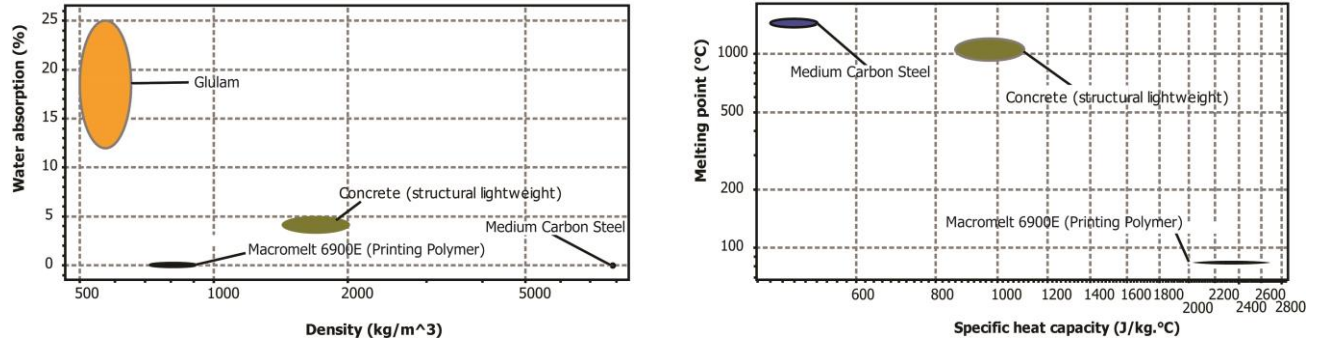 Water absorption (%)
25
20
15
10
5
0
Glulam
Concrete (structural lightweight)
Medium Carbon Steel
Macromelt 6900E (Printing Polymer)
500
1000
2000
5000
Density (kg/m^3)
Melting point (°C)
1000
500
200
100
Medium Carbon Steel
Concrete (structural lightweight)
Macromelt 6900E (Printing Polymer)
600 800 1000 1200 1400 1600 1800 2000 2200 2400 2600 2800
Specific heat capacity (J/kg.°C)